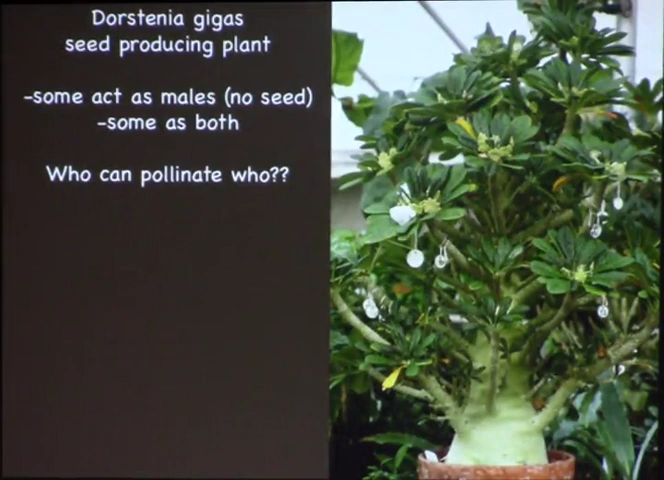 Dorstenia gigas
seed producing plant
-some act as males (no seed)
-some as both
Who can pollinate who??